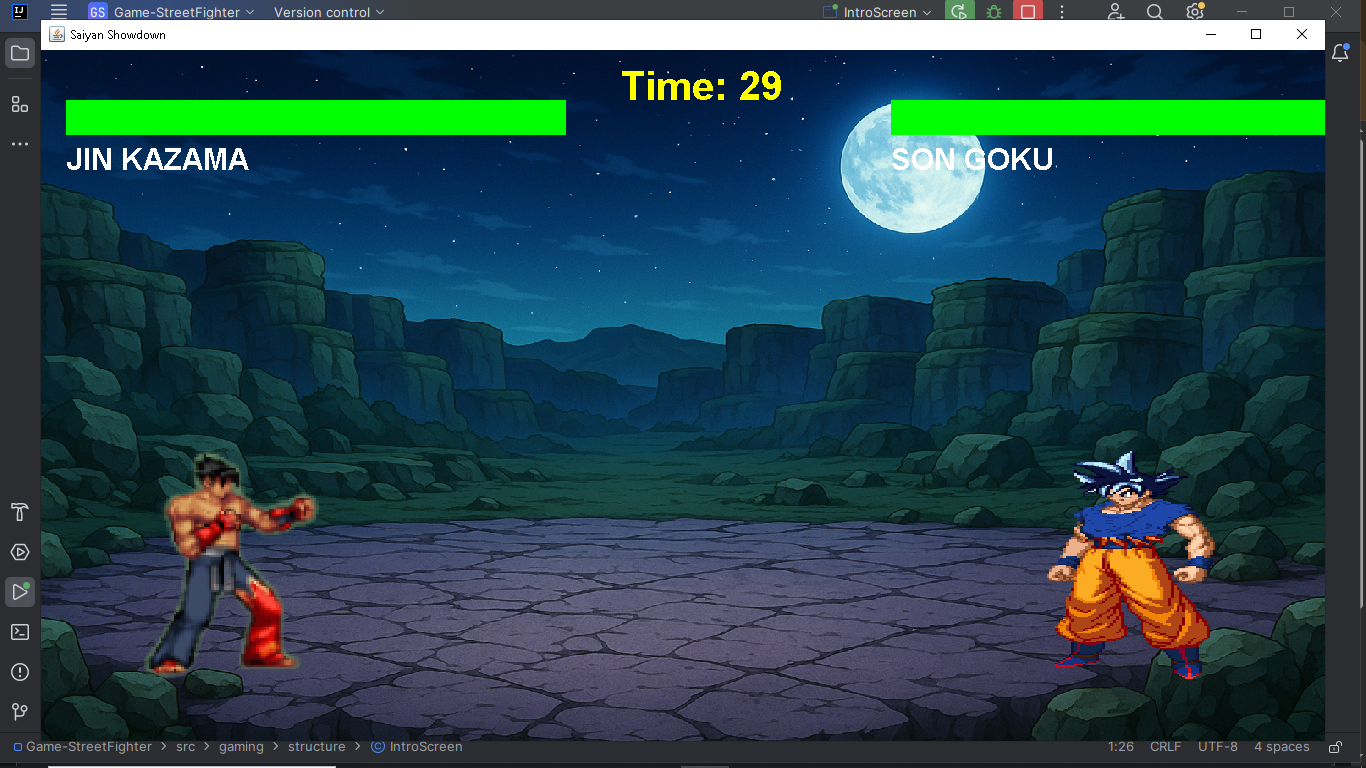 GS Game-StreetFighter Version control IntroScreen
Saiyan Showdown
Time: 29
JIN KAZAMA SON GOKU
Game-StreetFighter > src > gaming > structure > IntroScreen 1:26 CRLF UTF-8 4 spaces